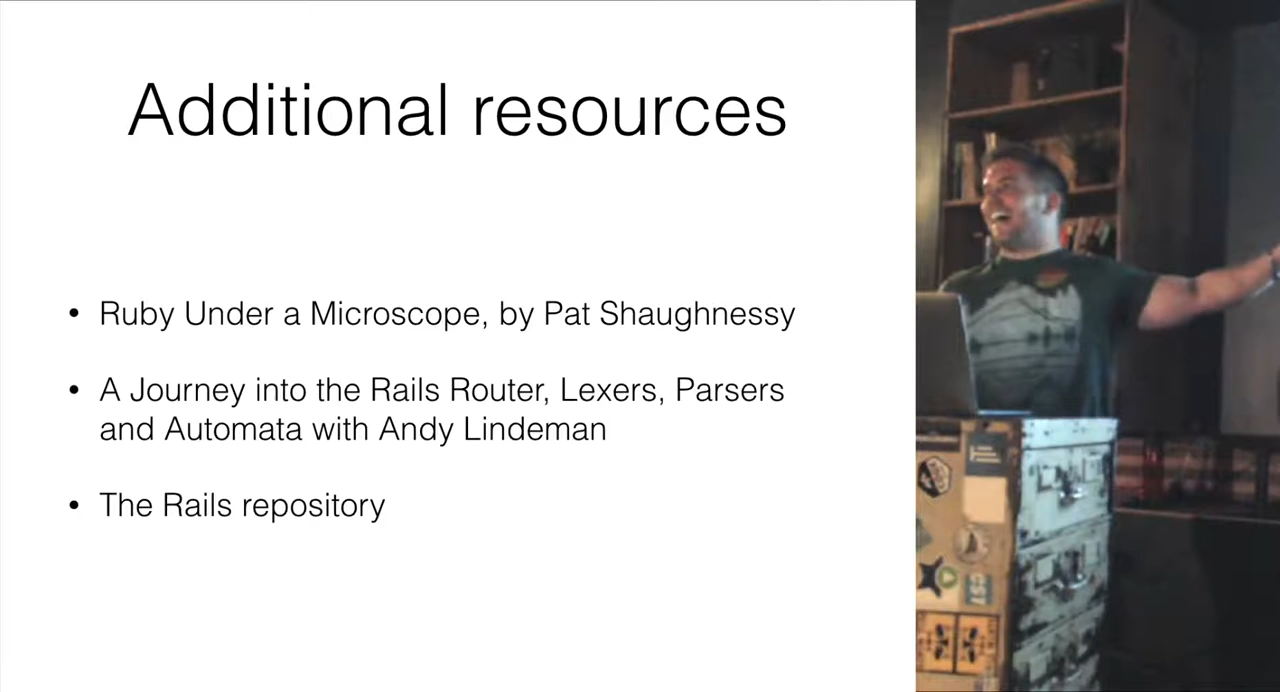 Additional resources
• Ruby Under a Microscope, by Pat Shaughnessy
• A Journey into the Rails Router, Lexers, Parsers
and Automata with Andy Lindeman
• The Rails repository